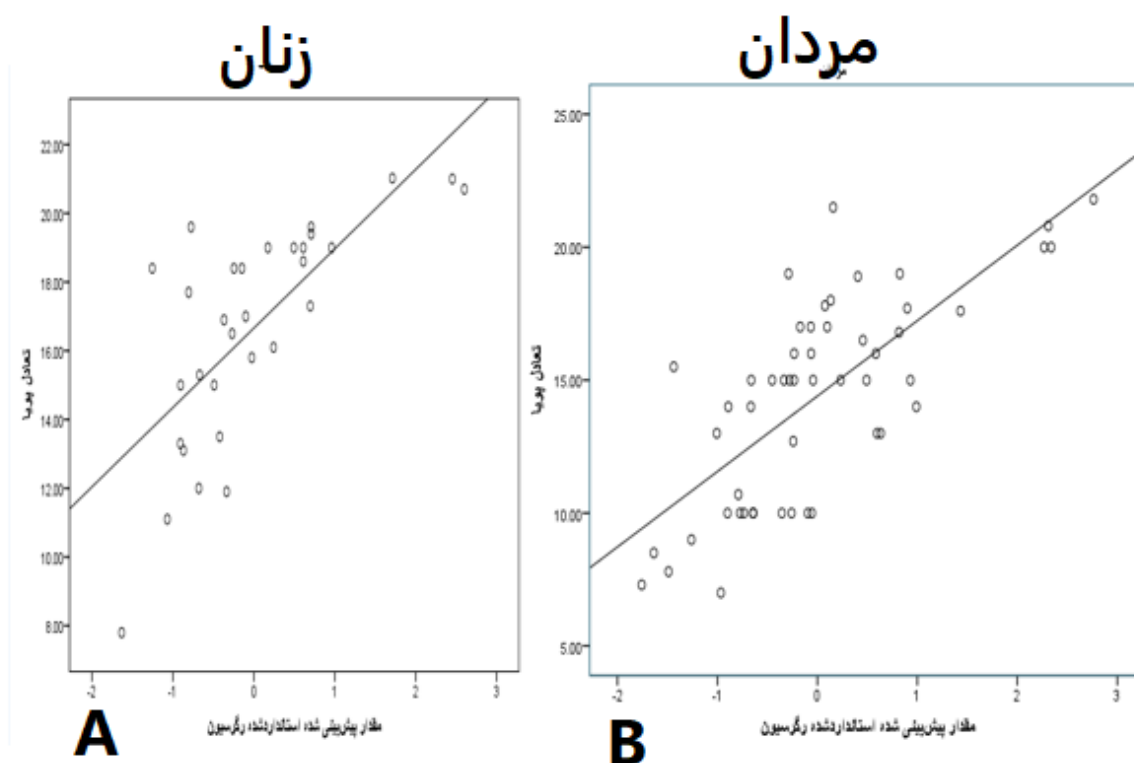 زنان
22.00
20.00
18.00
16.00
14.00
12.00
10.00
8.00
تعادل پویا
-2 -1 0 1 2 3
مقدار پیش‌بینی شده استانداردشده رگرسیون
A
مردان
مردان
25.00
20.00
15.00
10.00
5.00
تعادل پویا
-2 -1 0 1 2 3
مقدار پیش‌بینی شده استانداردشده رگرسیون
B